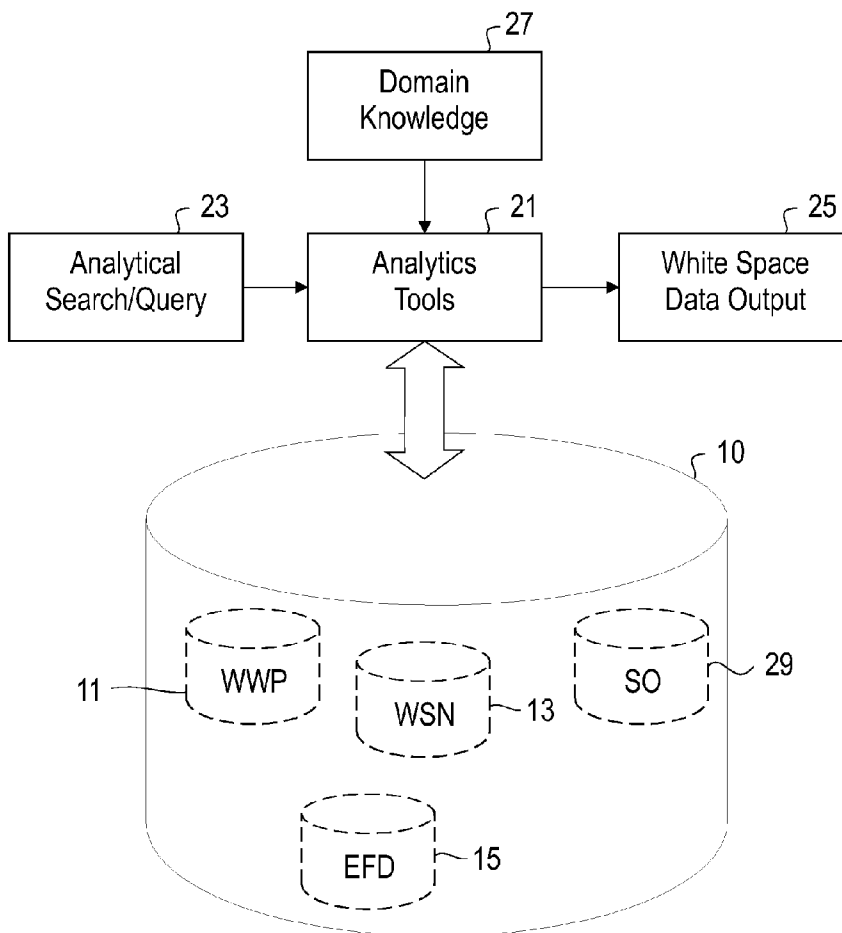 27
Domain
Knowledge
23
21
25
Analytical
Search/Query
Analytics
Tools
White Space
Data Output
10
WWP
11
WSN
13
SO
29
EFD
15